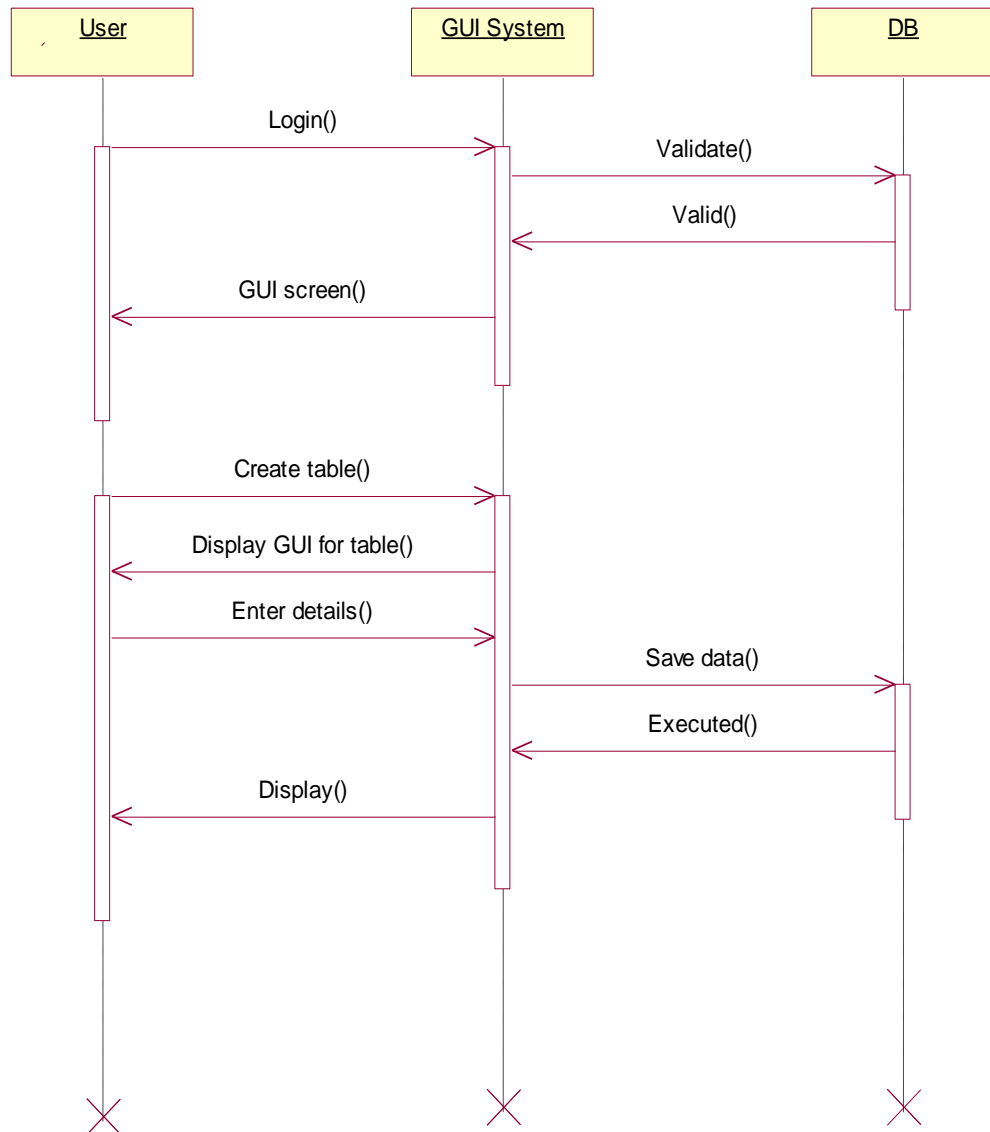 User
GUI System
DB
Login()
Validate()
Valid()
GUI screen()
Create table()
Display GUI for table()
Enter details()
Save data()
Executed()
Display()